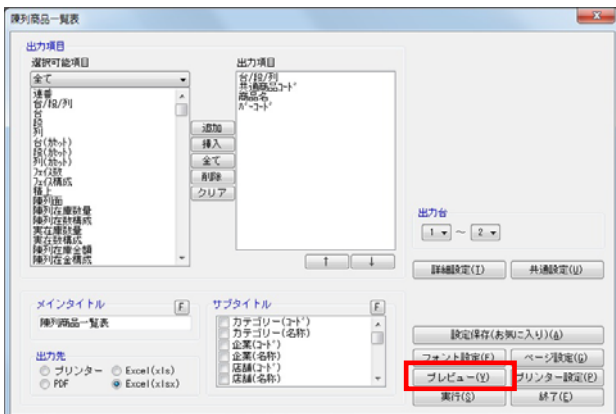 陳列商品一覧表
出力項目
選択可能項目
全て
連番
台/段/列
台
段
列
台(カセット)
段(カセット)
列(カセット)
フェイス数
フェイス構成
積上
陳列面
陳列在庫数量
陳列在数構成
実在庫数量
実在数構成
陳列在庫金額
陳列在金構成
追加
挿入
全て
削除
クリア
出力項目
台/段/列
共通商品コード
商品名
バーコード
↑ ↓
出力台
1 ~ 2
詳細設定(T) 共通設定(U)
メインタイトル F
陳列商品一覧表
サブタイトル F
カテゴリー(コード)
カテゴリー(名称)
企業(コード)
企業(名称)
店舗(コード)
店舗(名称)
出力先
プリンター Excel(xls)
PDF Excel(xlsx)
設定保存(お気に入り)(A)
フォント設定(F) ページ設定(G)
プレビュー(V) プリンター設定(P)
実行(S) 終了(E)